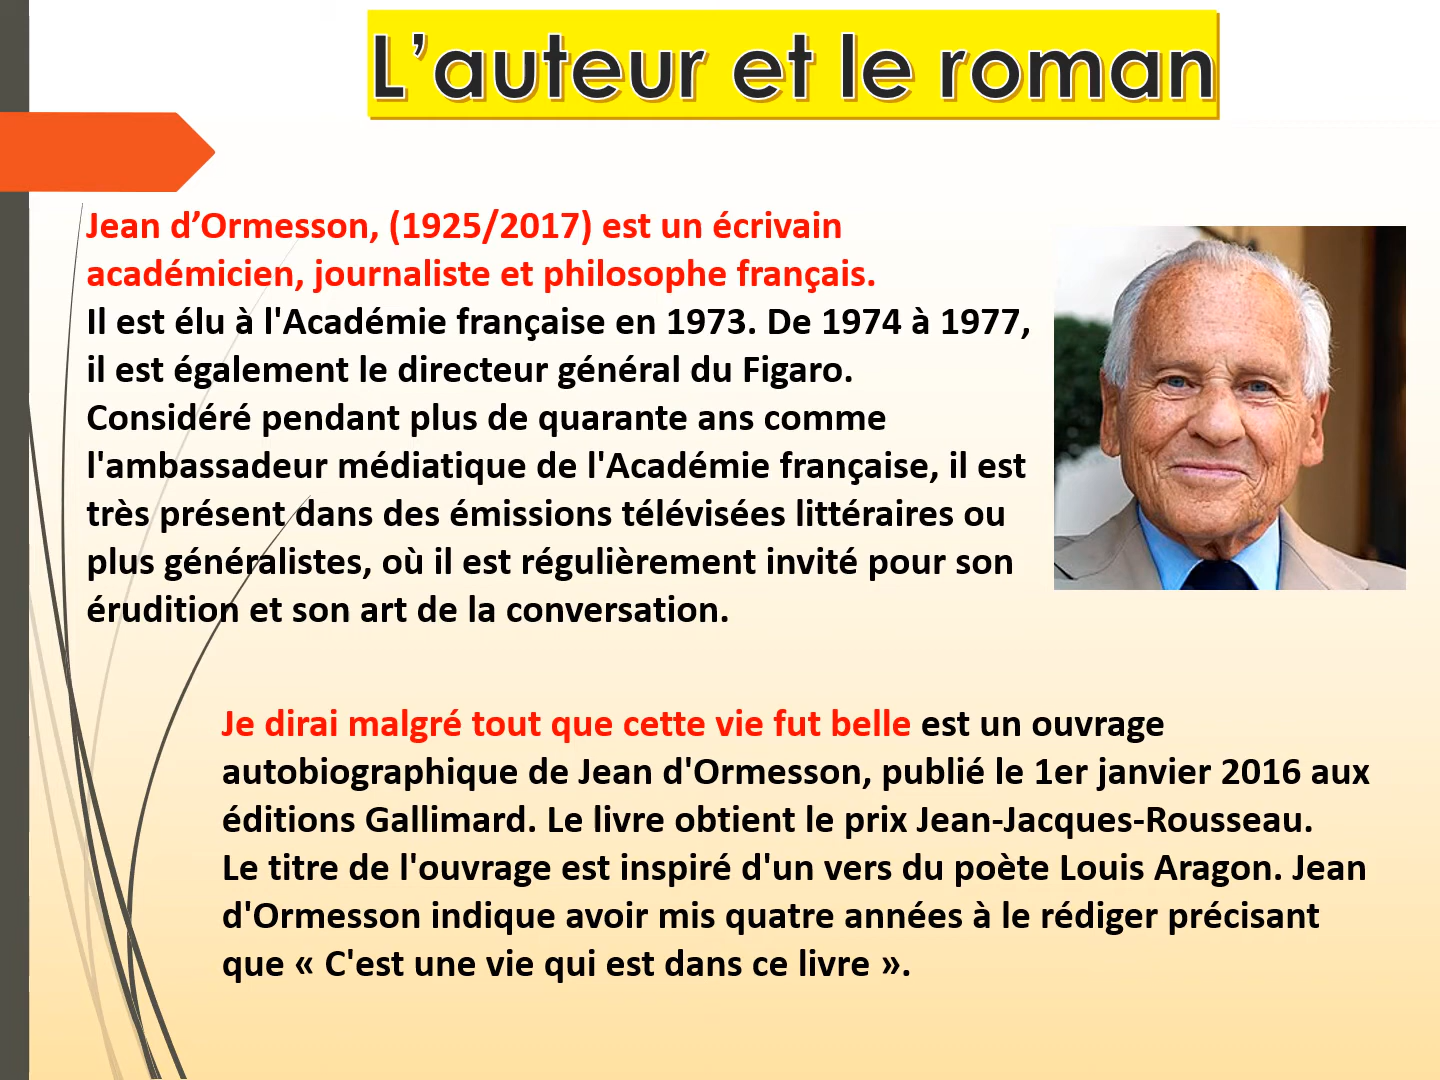 L’auteur et le roman
Jean d’Ormesson, (1925/2017) est un écrivain
académicien, journaliste et philosophe français.
Il est élu à l'Académie française en 1973. De 1974 à 1977,
il est également le directeur général du Figaro.
Considéré pendant plus de quarante ans comme
l'ambassadeur médiatique de l'Académie française, il est
très présent dans des émissions télévisées littéraires ou
plus généralistes, où il est régulièrement invité pour son
érudition et son art de la conversation.
Je dirai malgré tout que cette vie fut belle est un ouvrage
autobiographique de Jean d'Ormesson, publié le 1er janvier 2016 aux
éditions Gallimard. Le livre obtient le prix Jean-Jacques-Rousseau.
Le titre de l'ouvrage est inspiré d'un vers du poète Louis Aragon. Jean
d'Ormesson indique avoir mis quatre années à le rédiger précisant
que « C'est une vie qui est dans ce livre ».